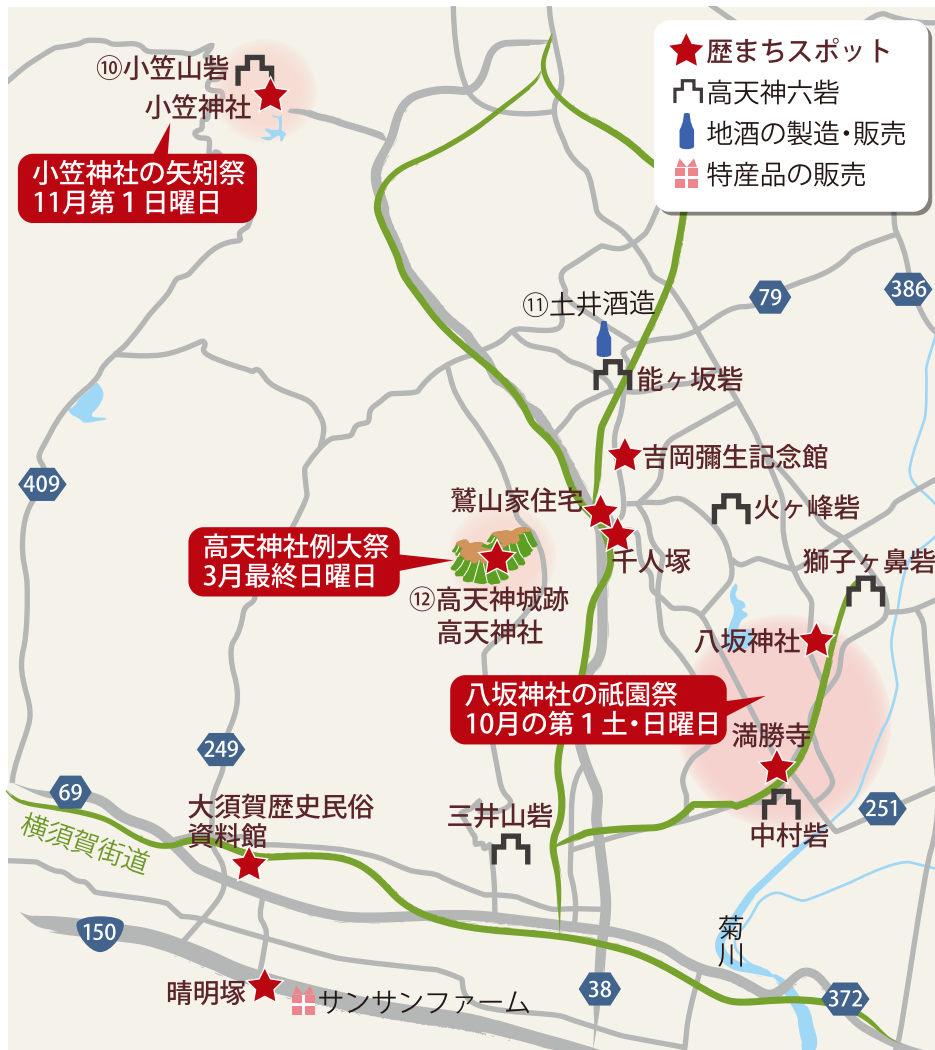 歴まちスポット
高天神六砦
地酒の製造・販売
特産品の販売
⑩小笠山砦
小笠神社
小笠神社の矢矧祭
11月第1日曜日
79
386
⑪土井酒造
能ヶ坂砦
吉岡彌生記念館
409
鷲山家住宅
火ヶ峰砦
千人塚
高天神社例大祭
3月最終日曜日
獅子ヶ鼻砦
⑫高天神城跡
高天神社
八坂神社
八坂神社の祇園祭
10月の第1土・日曜日
満勝寺
249
69
大須賀歴史民俗
資料館
三井山砦
251
中村砦
横須賀街道
150
菊川
晴明塚
サンサンファーム
38
372